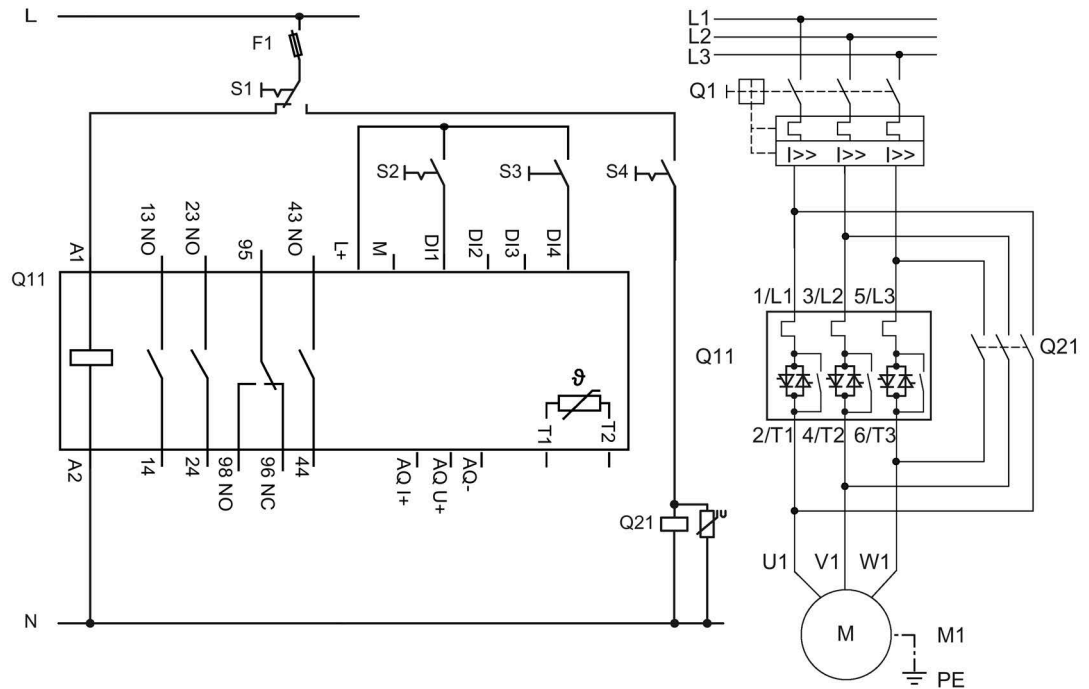 L
F1
S1
S2
S3
S4
13 NO
23 NO
95
43 NO
L+
M
DI1
DI2
DI3
DI4
A1
Q11
ϑ
T1
T2
A2
14
24
98 NO
96 NC
44
AQ I+
AQ U+
AQ-
Q21
U
N
L1
L2
L3
Q1
I>>
I>>
I>>
1/L1
3/L2
5/L3
Q11
Q21
2/T1
4/T2
6/T3
U1
V1
W1
M
M1
PE